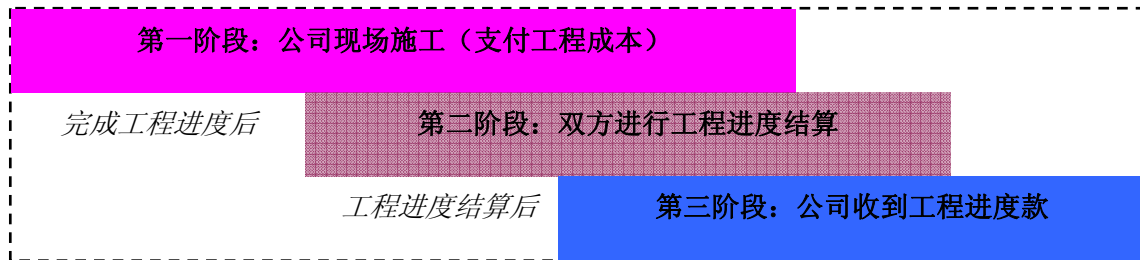 第一阶段：公司现场施工（支付工程成本）
完成工程进度后
第二阶段：双方进行工程进度结算
工程进度结算后
第三阶段：公司收到工程进度款